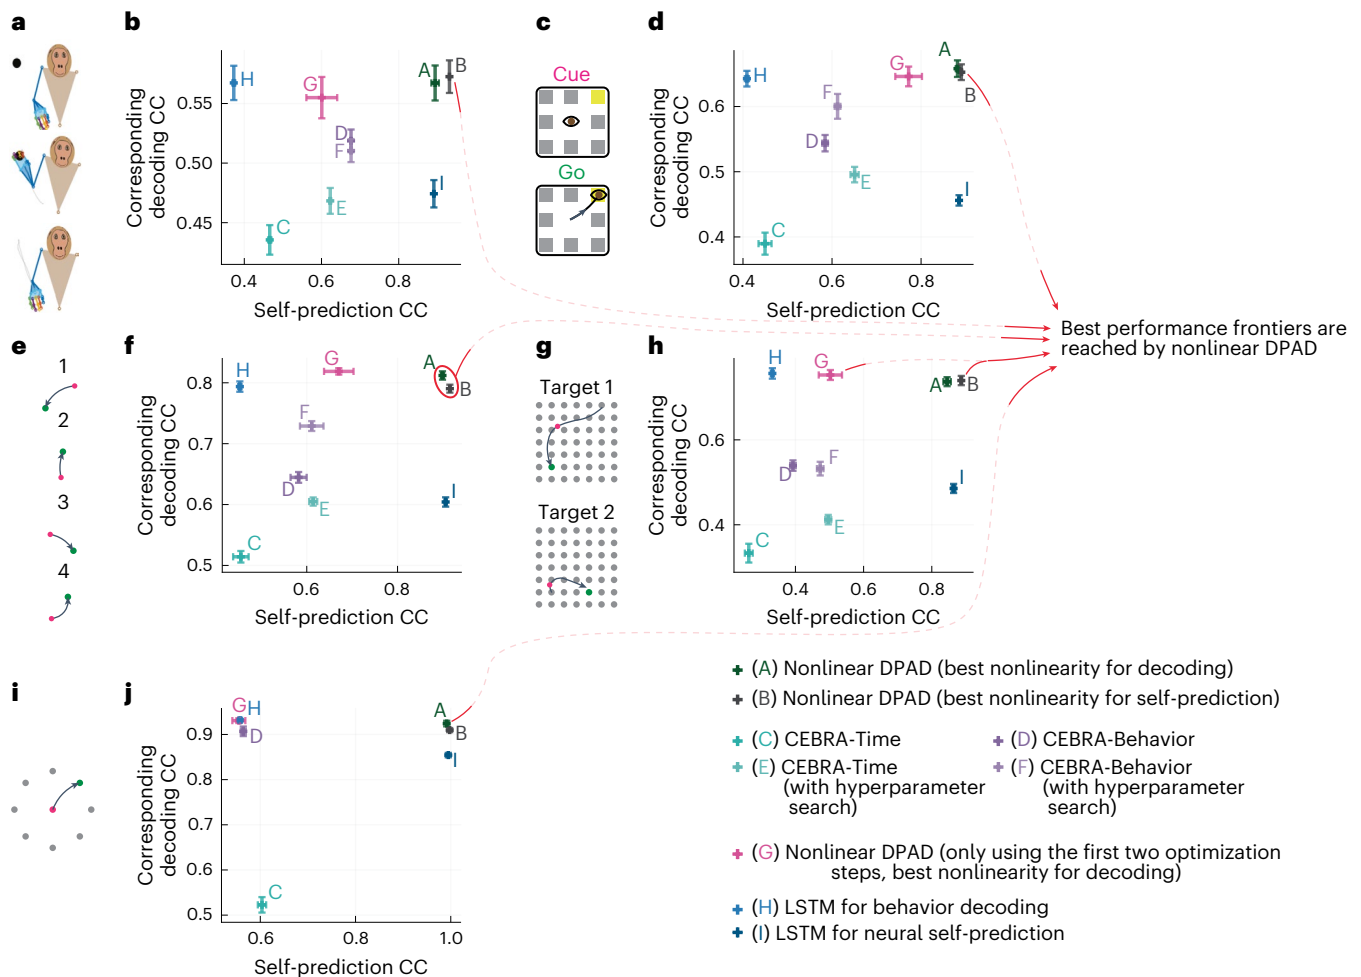 a
b
Corresponding
decoding CC
0.55
0.50
0.45
H
G
A
B
D
F
E
I
C
0.4
0.6
0.8
Self-prediction CC
c
Cue
Go
d
Corresponding
decoding CC
0.6
0.5
0.4
H
G
A
B
F
D
E
I
C
0.4
0.6
0.8
Self-prediction CC
Best performance frontiers are
reached by nonlinear DPAD
e
1
2
3
4
f
Corresponding
decoding CC
0.8
0.7
0.6
0.5
H
G
A
B
F
D
E
I
C
0.6
0.8
Self-prediction CC
g
Target 1
Target 2
h
Corresponding
decoding CC
0.6
0.4
H
G
A
B
D
F
I
E
C
0.4
0.6
0.8
Self-prediction CC
i
j
Corresponding
decoding CC
0.9
0.8
0.7
0.6
0.5
G
H
D
A
B
I
C
0.6
0.8
1.0
Self-prediction CC
(A) Nonlinear DPAD (best nonlinearity for decoding)
(B) Nonlinear DPAD (best nonlinearity for self-prediction)
(C) CEBRA-Time
(D) CEBRA-Behavior
(E) CEBRA-Time
(with hyperparameter
search)
(F) CEBRA-Behavior
(with hyperparameter
search)
(G) Nonlinear DPAD (only using the first two optimization
steps, best nonlinearity for decoding)
(H) LSTM for behavior decoding
(I) LSTM for neural self-prediction